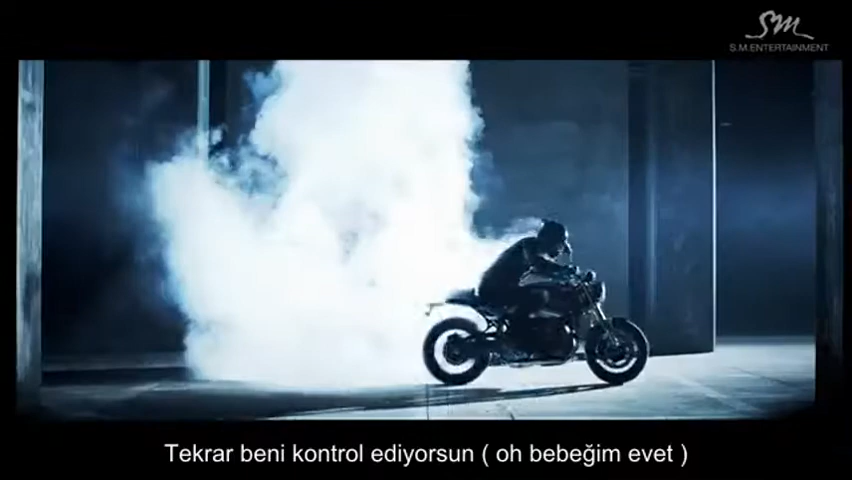 SM
S.M.ENTERTAINMENT
Tekrar beni kontrol ediyorsun ( oh bebeğim evet )